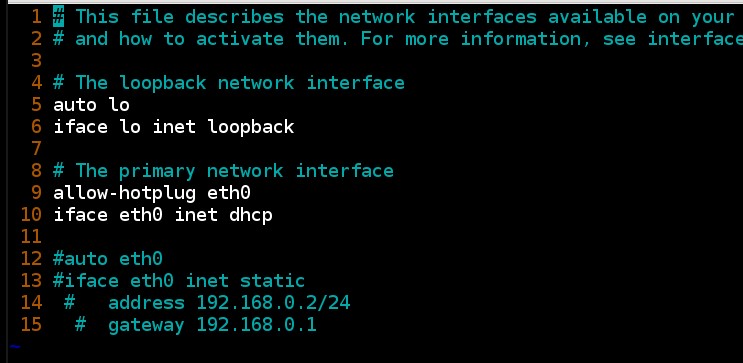 1 # This file describes the network interfaces available on your
2 # and how to activate them. For more information, see interface
3
4 # The loopback network interface
5 auto lo
6 iface lo inet loopback
7
8 # The primary network interface
9 allow-hotplug eth0
10 iface eth0 inet dhcp
11
12 #auto eth0
13 #iface eth0 inet static
14  #   address 192.168.0.2/24
15   #  gateway 192.168.0.1
~